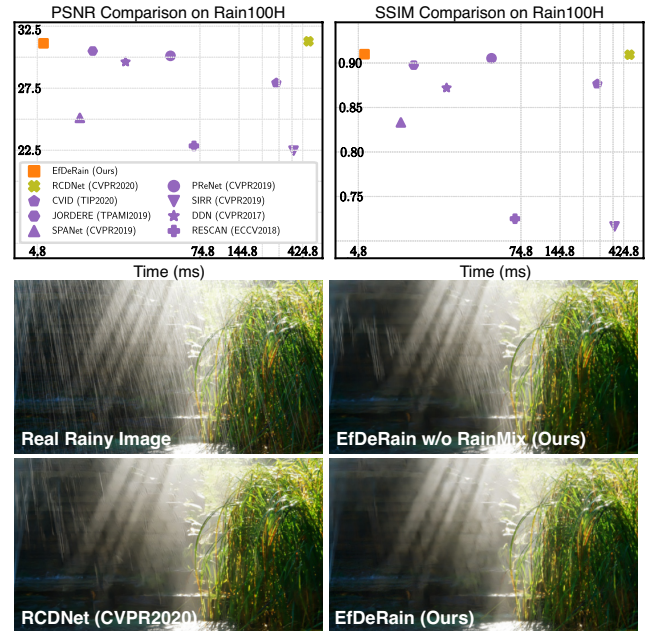 PSNR Comparison on Rain100H
32.5
27.5
22.5
EfDeRain (Ours)
RCDNet (CVPR2020)
CVID (TIP2020)
JORDERE (TPAMI2019)
SPANet (CVPR2019)
PReNet (CVPR2019)
SIRR (CVPR2019)
DDN (CVPR2017)
RESCAN (ECCV2018)
4.8 74.8 144.8 424.8
Time (ms)
SSIM Comparison on Rain100H
0.90
0.85
0.80
0.75
4.8 74.8 144.8 424.8
Time (ms)
Real Rainy Image
EfDeRain w/o RainMix (Ours)
RCDNet (CVPR2020)
EfDeRain (Ours)